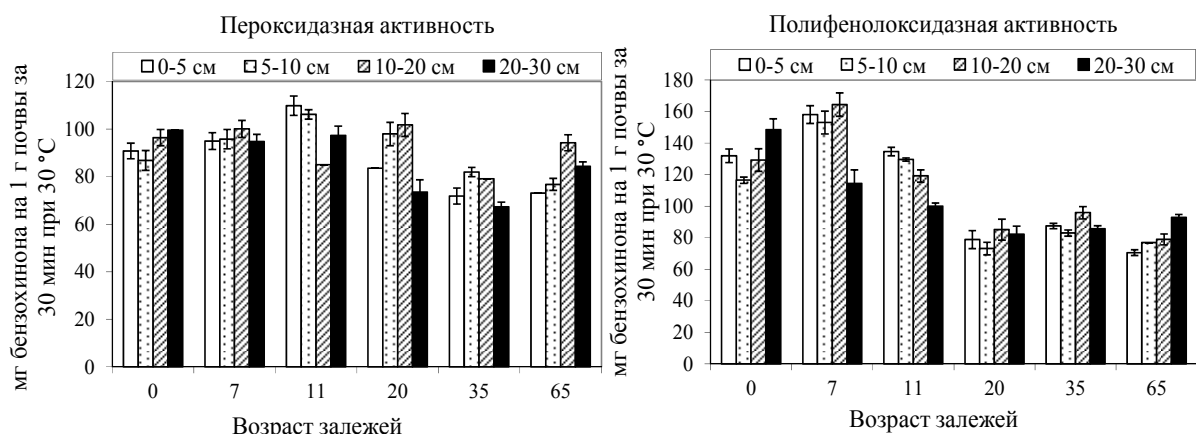 Пероксидазная активность
0-5 см 5-10 см 10-20 см 20-30 см
мг бензохинона на 1 г почвы за
30 мин при 30 °С
120
100
80
60
40
20
0
0 7 11 20 35 65
Возраст залежей
Полифенолоксидазная активность
0-5 см 5-10 см 10-20 см 20-30 см
мг бензохинона на 1 г почвы за
30 мин при 30 °С
180
160
140
120
100
80
60
40
20
0
0 7 11 20 35 65
Возраст залежей